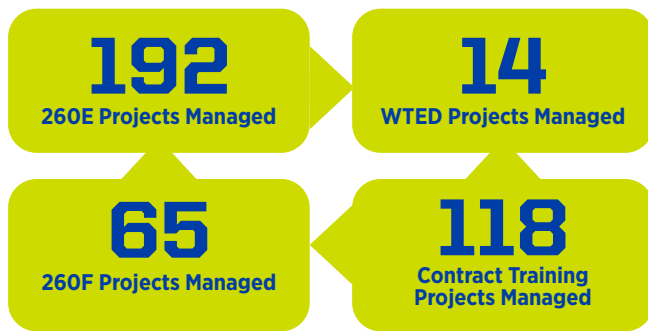 192
260E Projects Managed
14
WTED Projects Managed
65
260F Projects Managed
118
Contract Training
Projects Managed